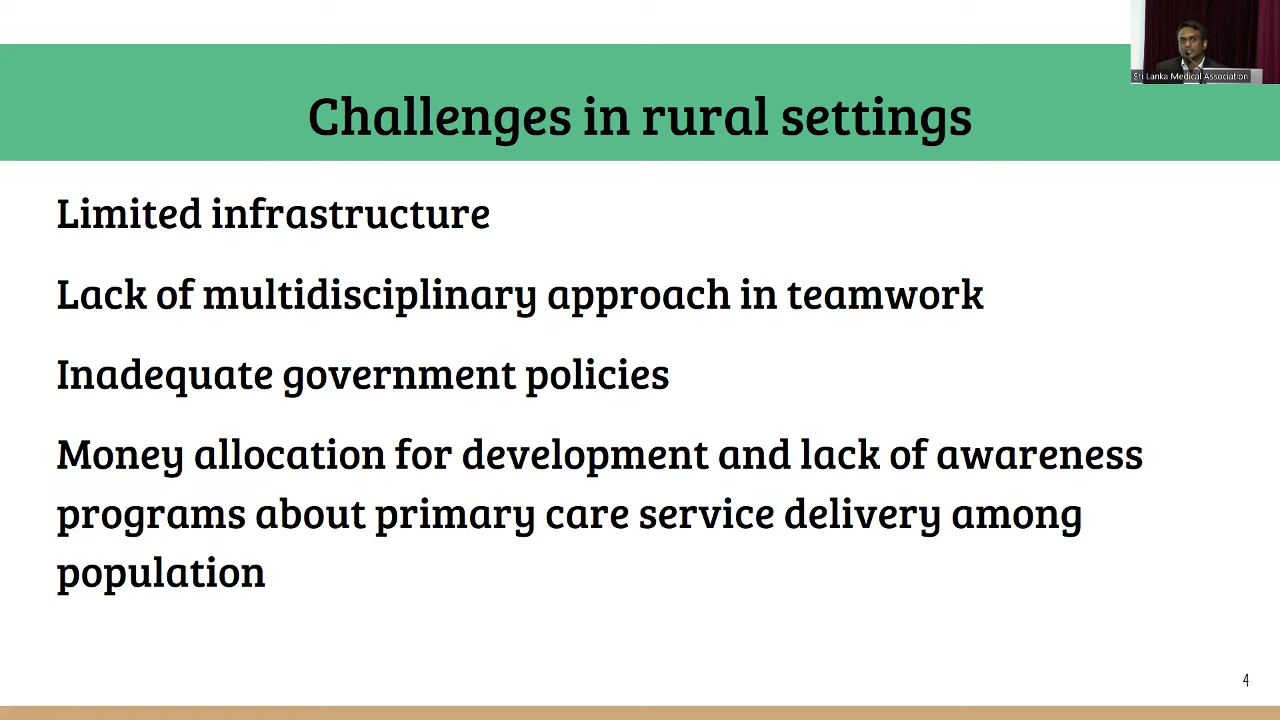 Sri Lanka Medical Association
Challenges in rural settings
Limited infrastructure
Lack of multidisciplinary approach in teamwork
Inadequate government policies
Money allocation for development and lack of awareness
programs about primary care service delivery among
population
4